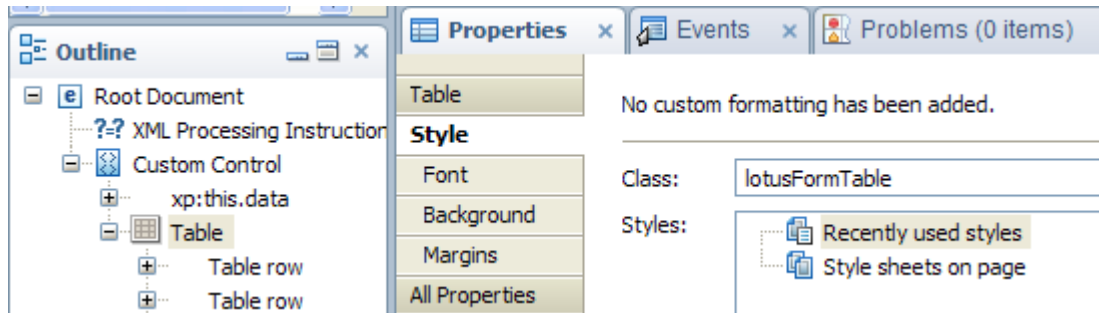 Outline
Root Document
?=? XML Processing Instruction
Custom Control
xp:this.data
Table
Table row
Table row
Properties
Events
Problems (0 items)
Table
Style
Font
Background
Margins
All Properties
No custom formatting has been added.
Class: lotusFormTable
Styles:
Recently used styles
Style sheets on page